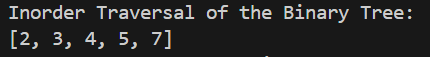 Inorder Traversal of the Binary Tree:
[2, 3, 4, 5, 7]